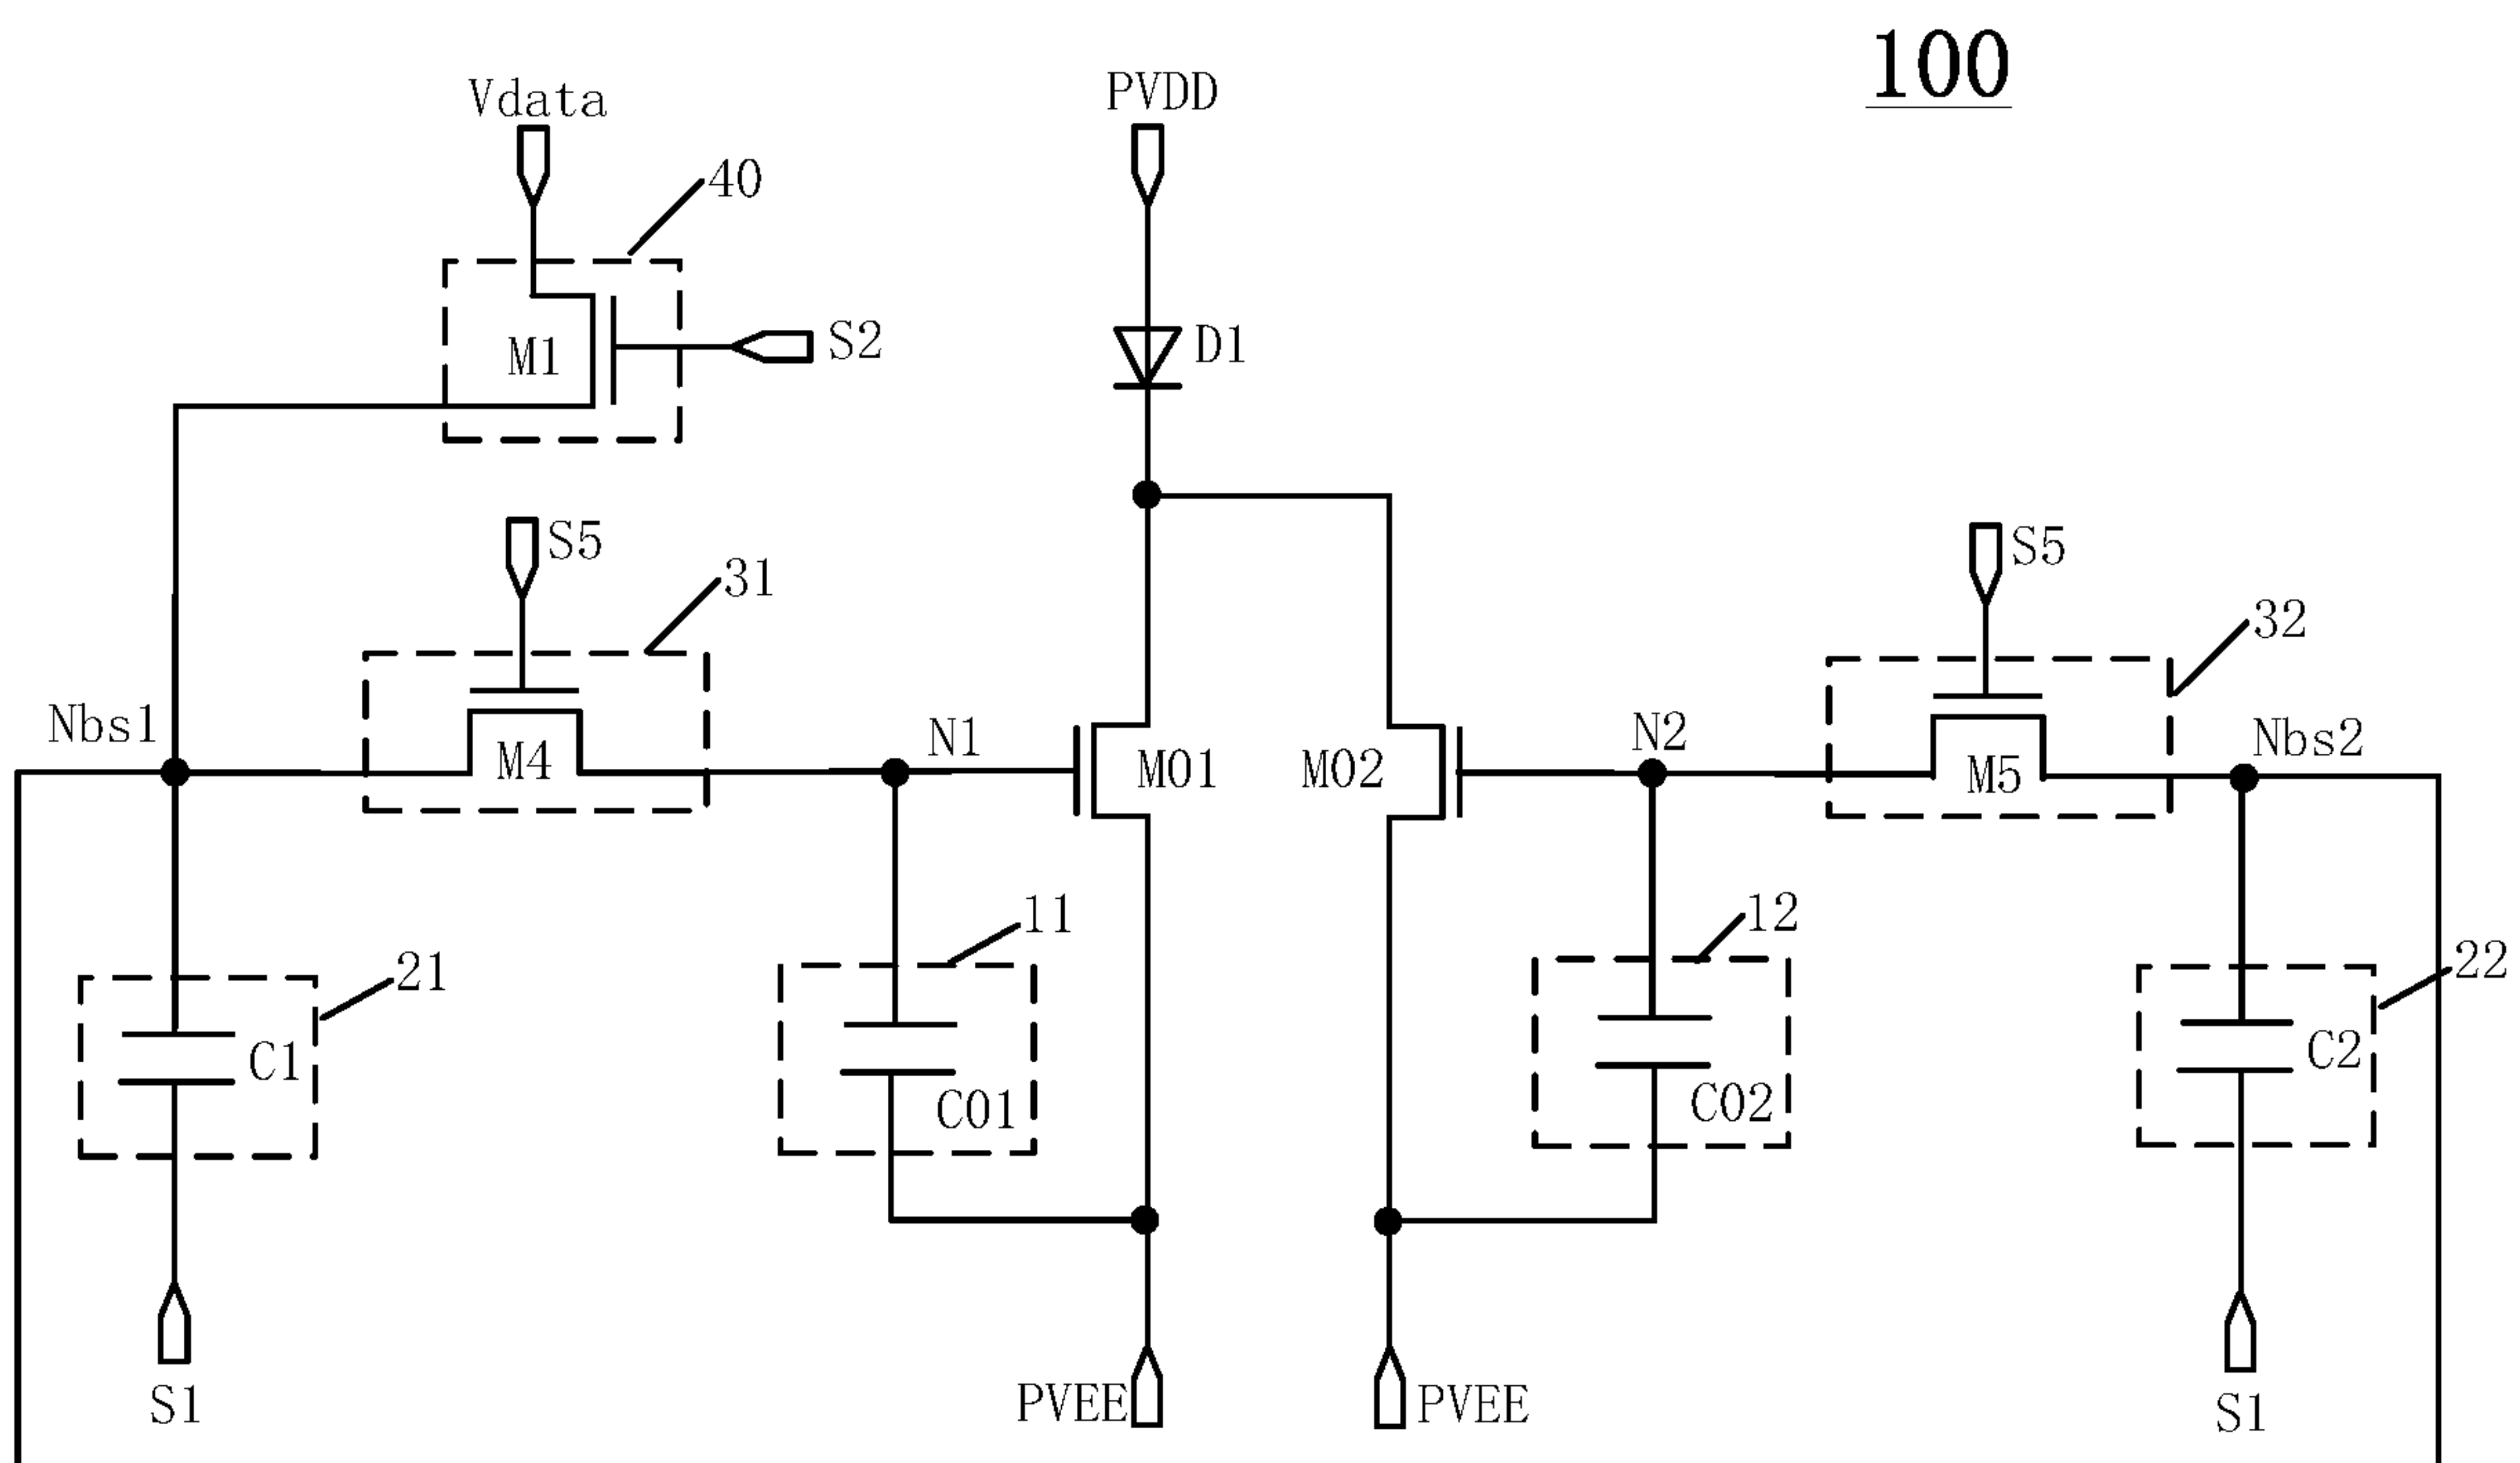 100
Vdata
PVDD
40
M1
S2
D1
S5
S5
31
32
Nbs1
M4
N1
M01
M02
N2
M5
Nbs2
11
12
21
22
C1
C01
C02
C2
S1
PVEE
PVEE
S1